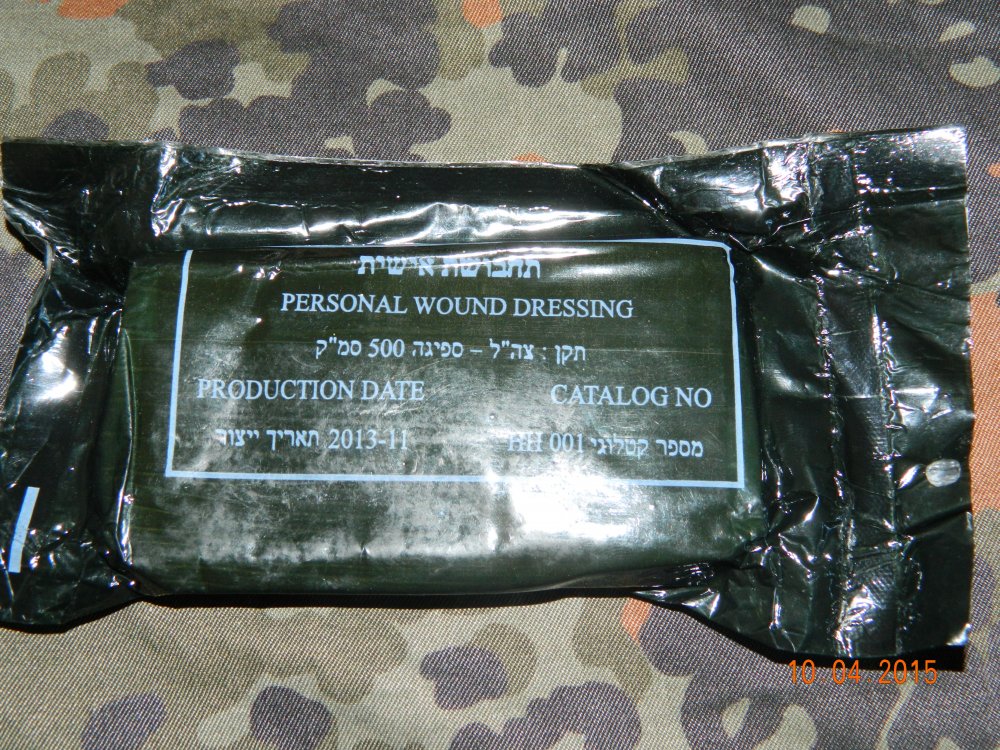 תחבושת אישית
PERSONAL WOUND DRESSING
תקן : צה"ל – ספיגה 500 סמ"ק
PRODUCTION DATE CATALOG NO
תאריך ייצור 2013-11 מספר קטלוגי HH 001
10 04 2015